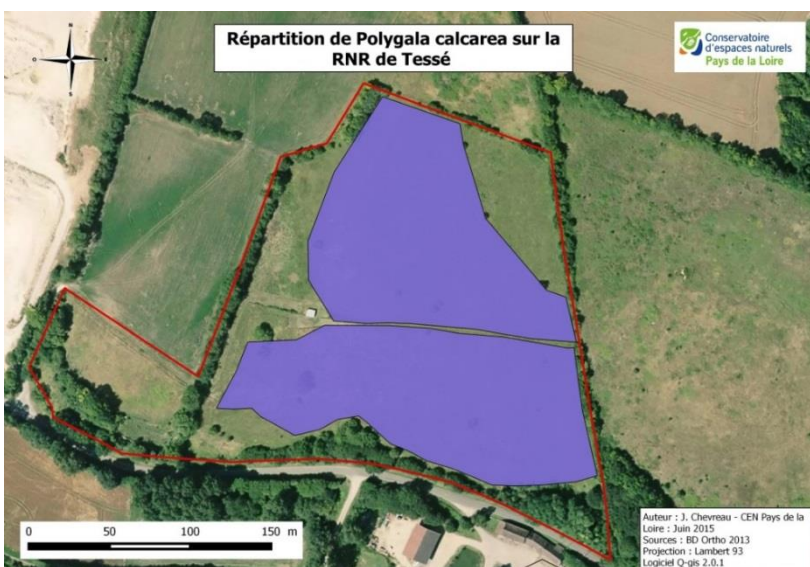 Répartition de Polygala calcarea sur la
RNR de Tessé
Conservatoire
d'espaces naturels
Pays de la Loire
N
O
E
S
0 50 100 150 m
Auteur : J. Chevreau - CEN Pays de la
Loire : Juin 2015
Sources : BD Ortho 2013
Projection : Lambert 93
Logiciel Q-gis 2.0.1